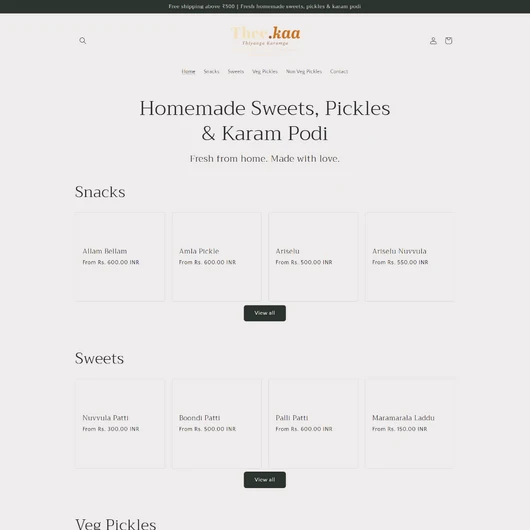 Free shipping above ₹500 | Fresh homemade sweets, pickles & karam podi
Thee.kaa
Thiyanga Karanga
Home Snacks Sweets Veg Pickles Non Veg Pickles Contact
Homemade Sweets, Pickles
& Karam Podi
Fresh from home. Made with love.
Snacks
Allam Bellam
From Rs. 600.00 INR
Amla Pickle
From Rs. 600.00 INR
Ariselu
From Rs. 500.00 INR
Ariselu Nuvvula
From Rs. 550.00 INR
View all
Sweets
Nuvvula Patti
From Rs. 300.00 INR
Boondi Patti
From Rs. 500.00 INR
Palli Patti
From Rs. 600.00 INR
Maramarala Laddu
From Rs. 150.00 INR
View all
Veg Pickles